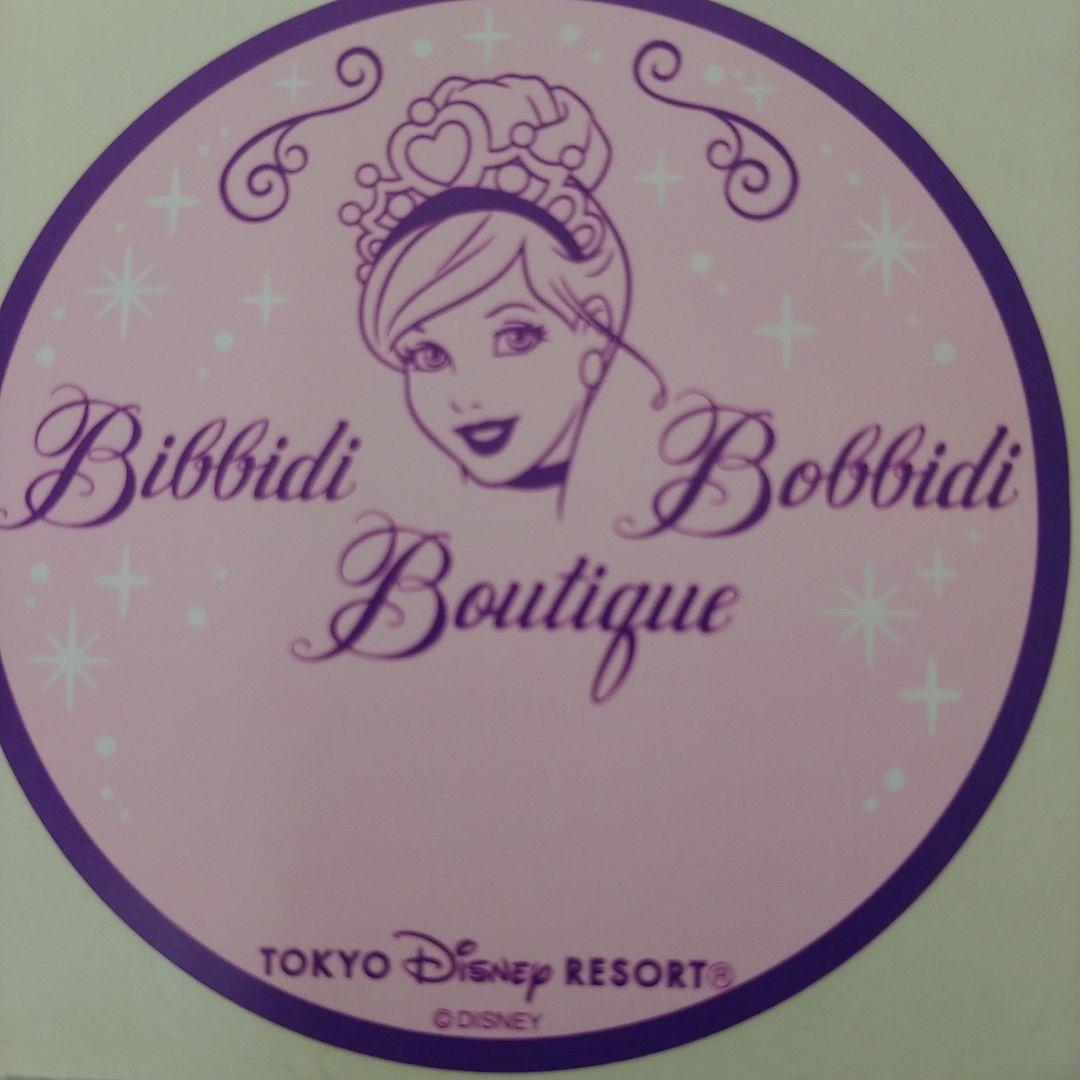 Bibbidi Bobbidi
Boutique
TOKYO Disney RESORT®
© DISNEY